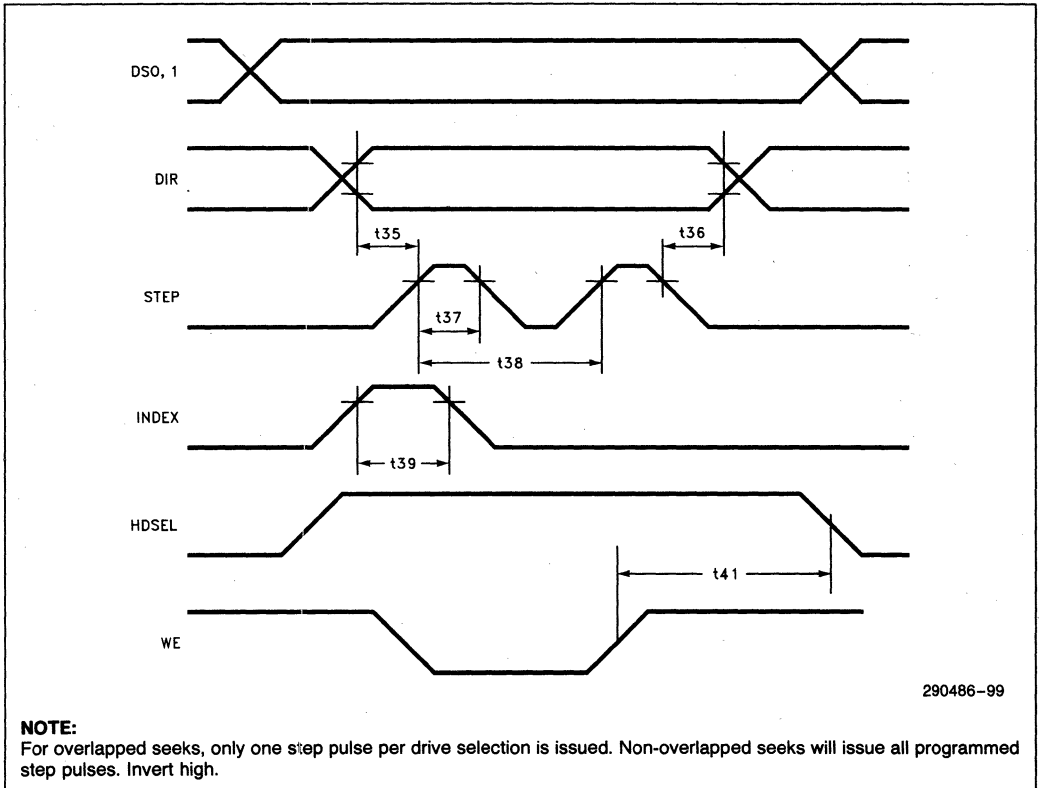 DS0, 1
DIR
t35
t36
STEP
t37
t38
INDEX
t39
HDSEL
t41
WE
290486–99
NOTE:
For overlapped seeks, only one step pulse per drive selection is issued. Non-overlapped seeks will issue all programmed
step pulses. Invert high.